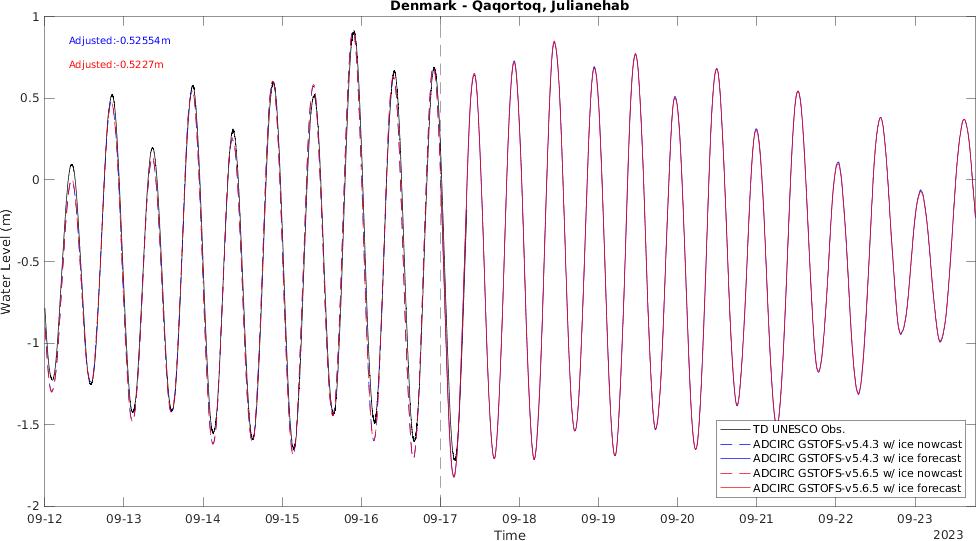 Denmark - Qaqortoq, Julianehab
Adjusted:-0.52554m
Adjusted:-0.5227m
Water Level (m)
1
0.5
0
-0.5
-1
-1.5
-2
TD UNESCO Obs.
ADCIRC GSTOFS-v5.4.3 w/ ice nowcast
ADCIRC GSTOFS-v5.4.3 w/ ice forecast
ADCIRC GSTOFS-v5.6.5 w/ ice nowcast
ADCIRC GSTOFS-v5.6.5 w/ ice forecast
09-12 09-13 09-14 09-15 09-16 09-17 09-18 09-19 09-20 09-21 09-22 09-23
Time
2023